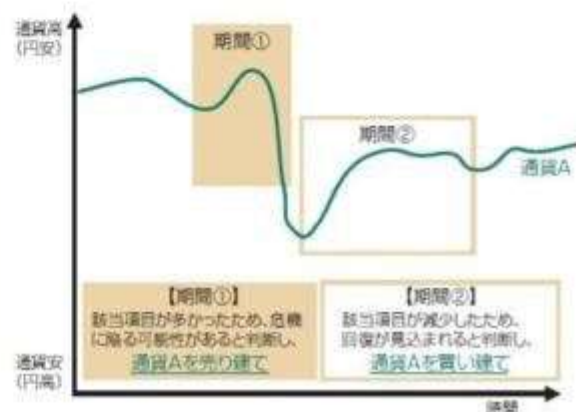 通貨高
(円安)
期間①
期間②
通貨A
【期間①】
該当項目が多かったため、危機
に陥る可能性があると判断し、
通貨Aを売り建て
【期間②】
該当項目が減少したため、
回復が見込まれると判断し、
通貨Aを買い建て
通貨安
(円高)
時間